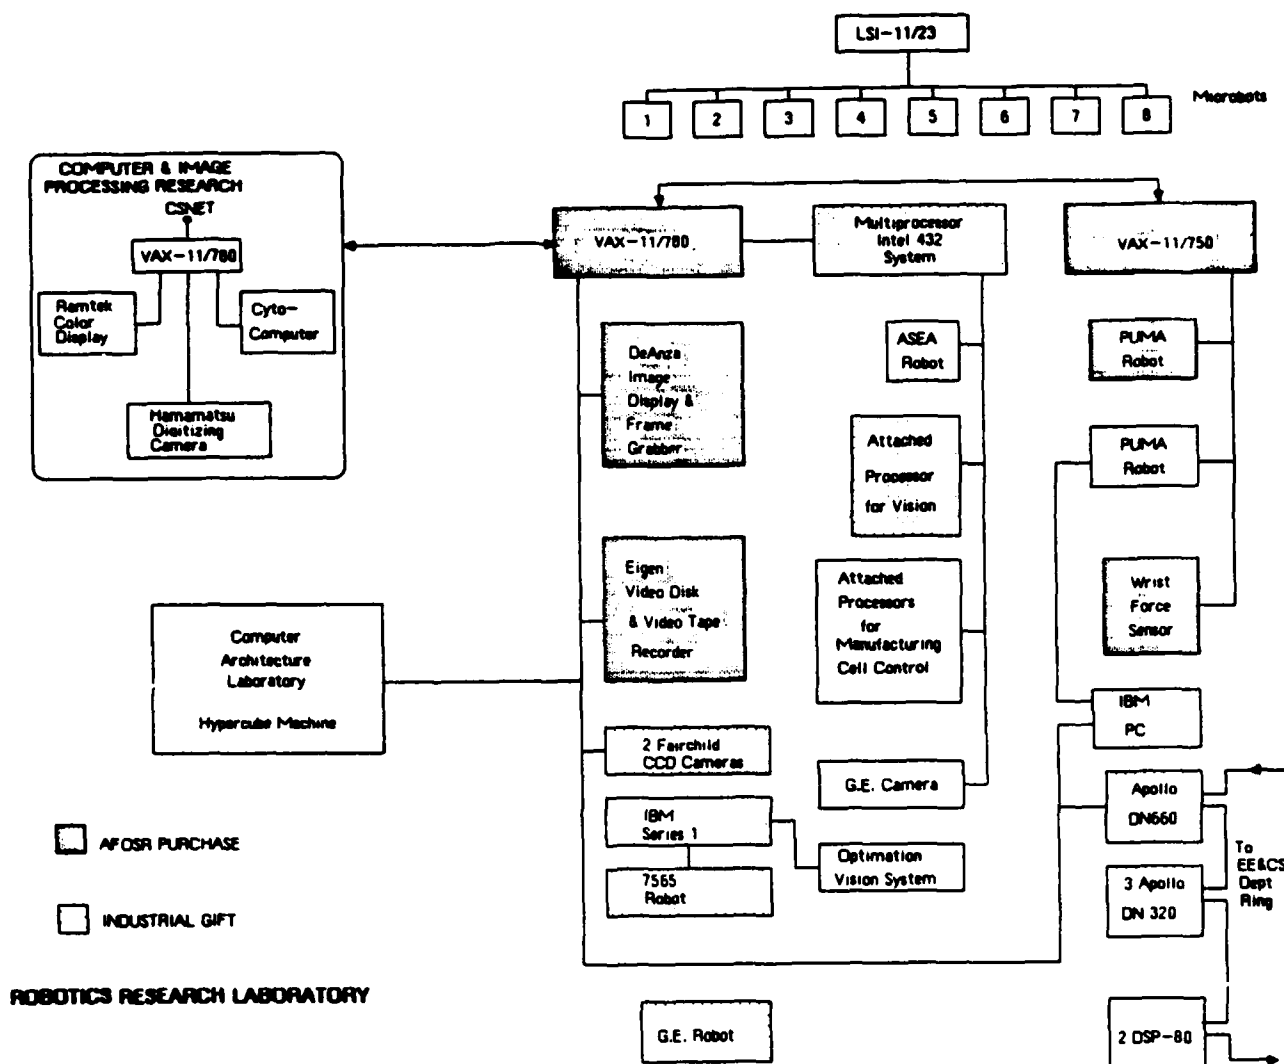 LSI-11/23
1 2 3 4 5 6 7 8
Microbots
COMPUTER & IMAGE
PROCESSING RESEARCH
CSNET
VAX-11/780
Ramtek
Color
Display
Cyto-
Computer
Hamamatsu
Digitizing
Camera
VAX-11/780
Multiprocessor
Intel 432
System
VAX-11/750
DeAnza
Image
Display &
Frame
Grabber
ASEA
Robot
PUMA
Robot
Attached
Processor
for Vision
PUMA
Robot
Eigen
Video Disk
& Video Tape
Recorder
Attached
Processors
for
Manufacturing
Cell Control
Wrist
Force
Sensor
Computer
Architecture
Laboratory
Hypercube Machine
IBM
PC
2 Fairchild
CCD Cameras
G.E. Camera
Apollo
DN660
IBM
Series 1
Optimation
Vision System
7565
Robot
3 Apollo
DN 320
To
EE&CS
Dept
Ring
AFOSR PURCHASE
INDUSTRIAL GIFT
ROBOTICS RESEARCH LABORATORY
G.E. Robot
2 DSP-80